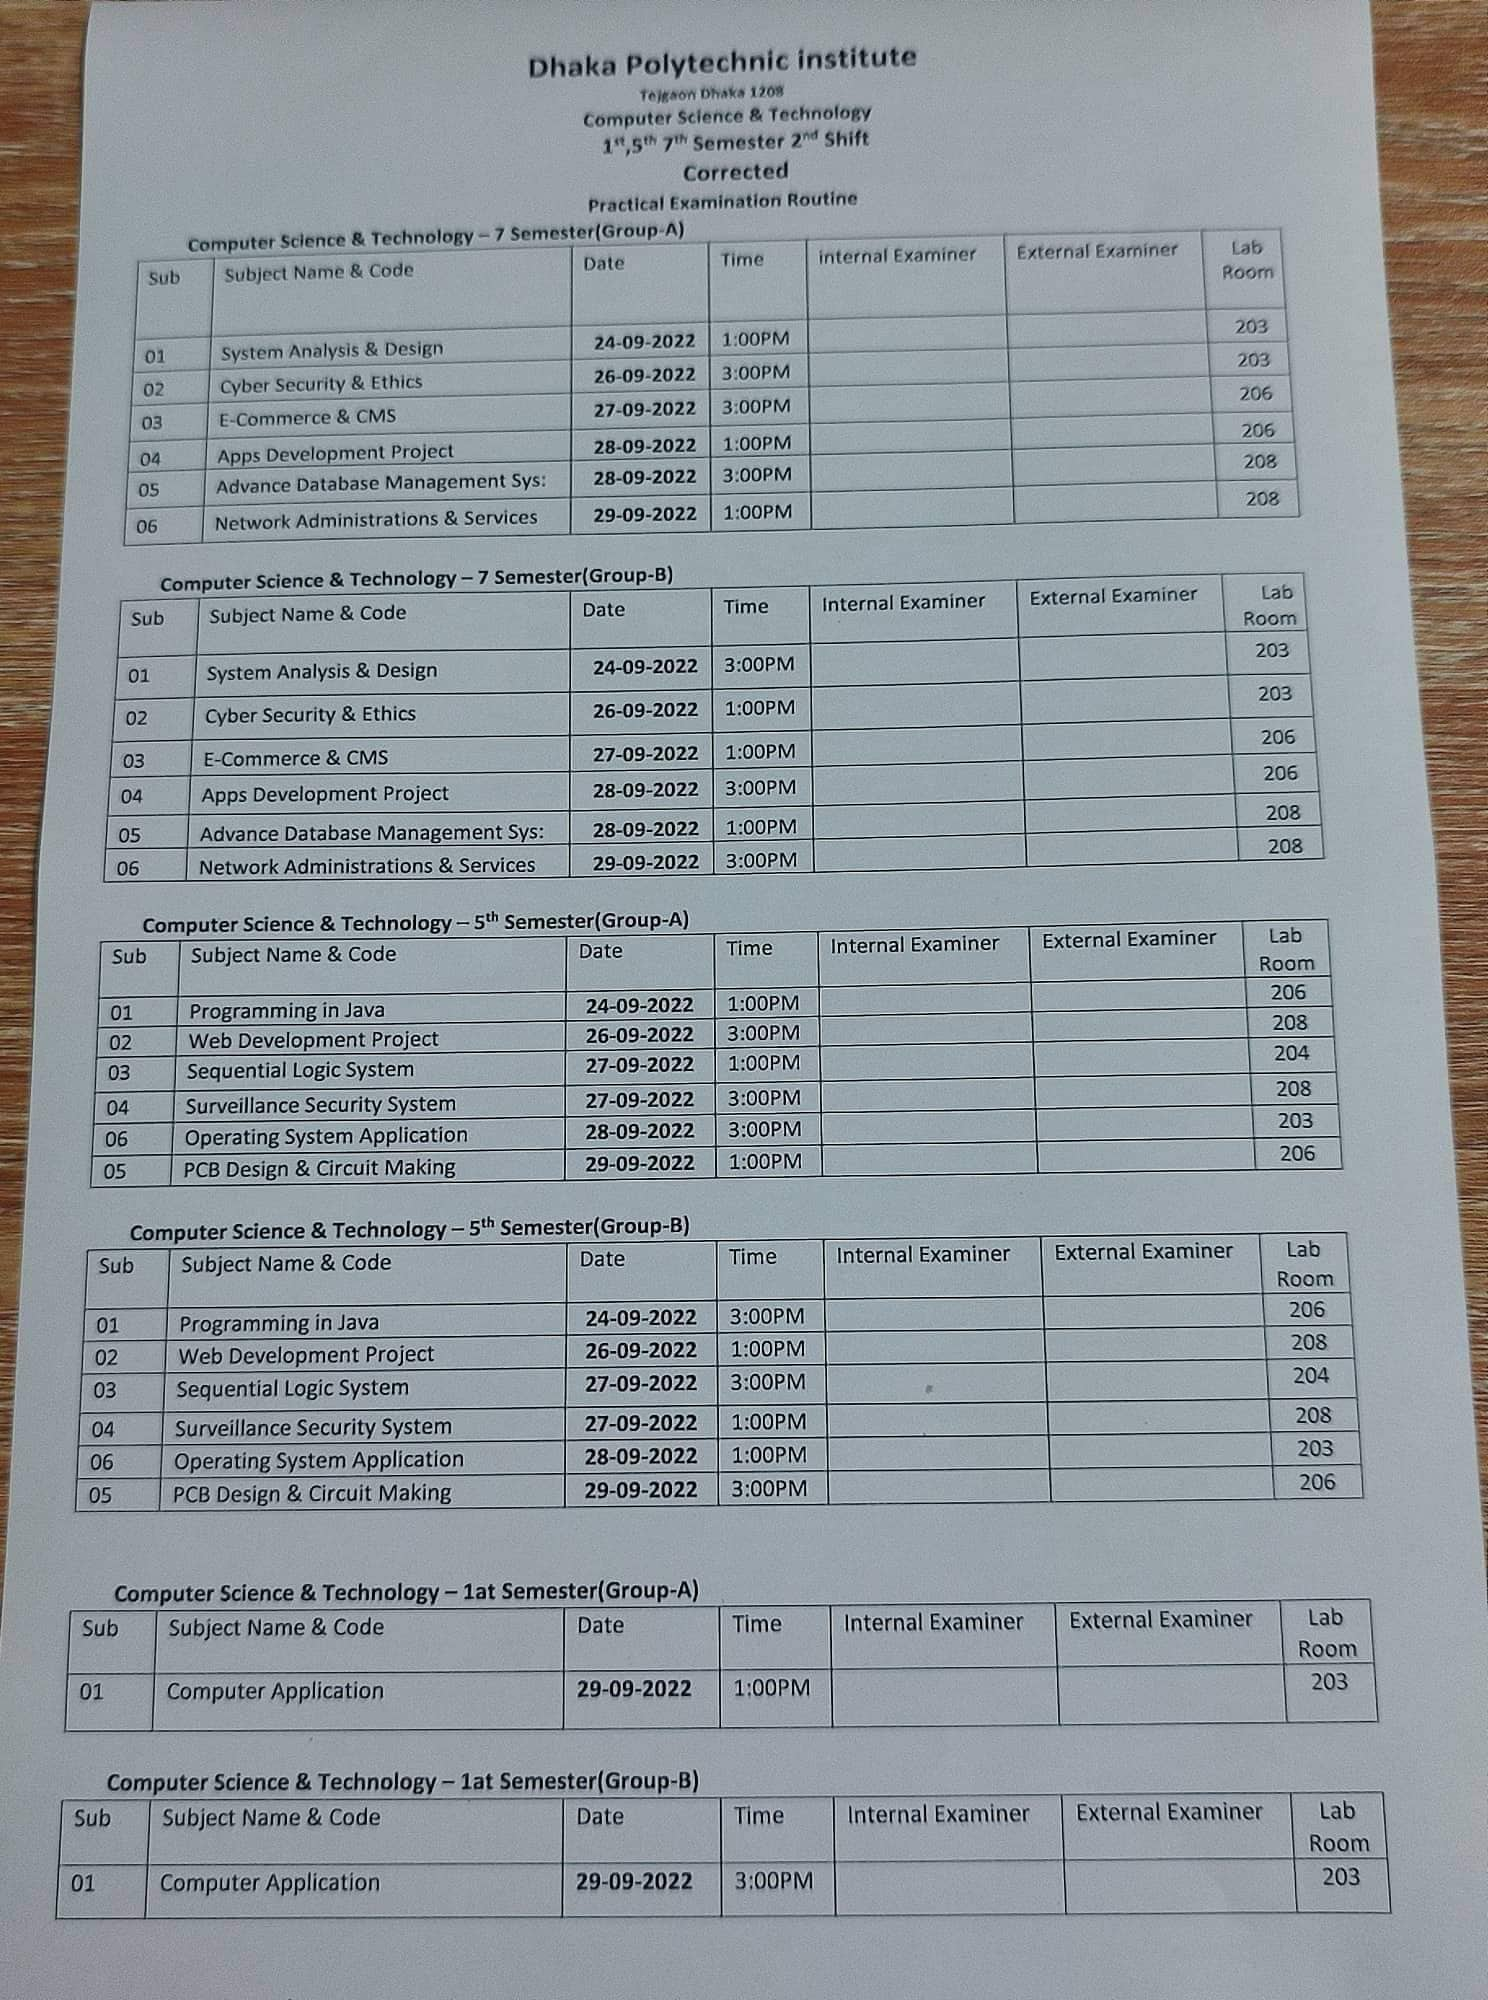 Dhaka Polytechnic institute
Tejgaon Dhaka 1208
Computer Science & Technology
1st,5th 7th Semester 2nd Shift
Corrected
Practical Examination Routine
Computer Science & Technology – 7 Semester(Group-A)
Sub Subject Name & Code Date Time internal Examiner External Examiner Lab Room
01 System Analysis & Design 24-09-2022 1:00PM 203
02 Cyber Security & Ethics 26-09-2022 3:00PM 203
03 E-Commerce & CMS 27-09-2022 3:00PM 206
04 Apps Development Project 28-09-2022 1:00PM 206
05 Advance Database Management Sys: 28-09-2022 3:00PM 208
06 Network Administrations & Services 29-09-2022 1:00PM 208
Computer Science & Technology – 7 Semester(Group-B)
Sub Subject Name & Code Date Time Internal Examiner External Examiner Lab Room
01 System Analysis & Design 24-09-2022 3:00PM 203
02 Cyber Security & Ethics 26-09-2022 1:00PM 203
03 E-Commerce & CMS 27-09-2022 1:00PM 206
04 Apps Development Project 28-09-2022 3:00PM 206
05 Advance Database Management Sys: 28-09-2022 1:00PM 208
06 Network Administrations & Services 29-09-2022 3:00PM 208
Computer Science & Technology – 5th Semester(Group-A)
Sub Subject Name & Code Date Time Internal Examiner External Examiner Lab Room
01 Programming in Java 24-09-2022 1:00PM 206
02 Web Development Project 26-09-2022 3:00PM 208
03 Sequential Logic System 27-09-2022 1:00PM 204
04 Surveillance Security System 27-09-2022 3:00PM 208
06 Operating System Application 28-09-2022 3:00PM 203
05 PCB Design & Circuit Making 29-09-2022 1:00PM 206
Computer Science & Technology – 5th Semester(Group-B)
Sub Subject Name & Code Date Time Internal Examiner External Examiner Lab Room
01 Programming in Java 24-09-2022 3:00PM 206
02 Web Development Project 26-09-2022 1:00PM 208
03 Sequential Logic System 27-09-2022 3:00PM 204
04 Surveillance Security System 27-09-2022 1:00PM 208
06 Operating System Application 28-09-2022 1:00PM 203
05 PCB Design & Circuit Making 29-09-2022 3:00PM 206
Computer Science & Technology – 1at Semester(Group-A)
Sub Subject Name & Code Date Time Internal Examiner External Examiner Lab Room
01 Computer Application 29-09-2022 1:00PM 203
Computer Science & Technology – 1at Semester(Group-B)
Sub Subject Name & Code Date Time Internal Examiner External Examiner Lab Room
01 Computer Application 29-09-2022 3:00PM 203